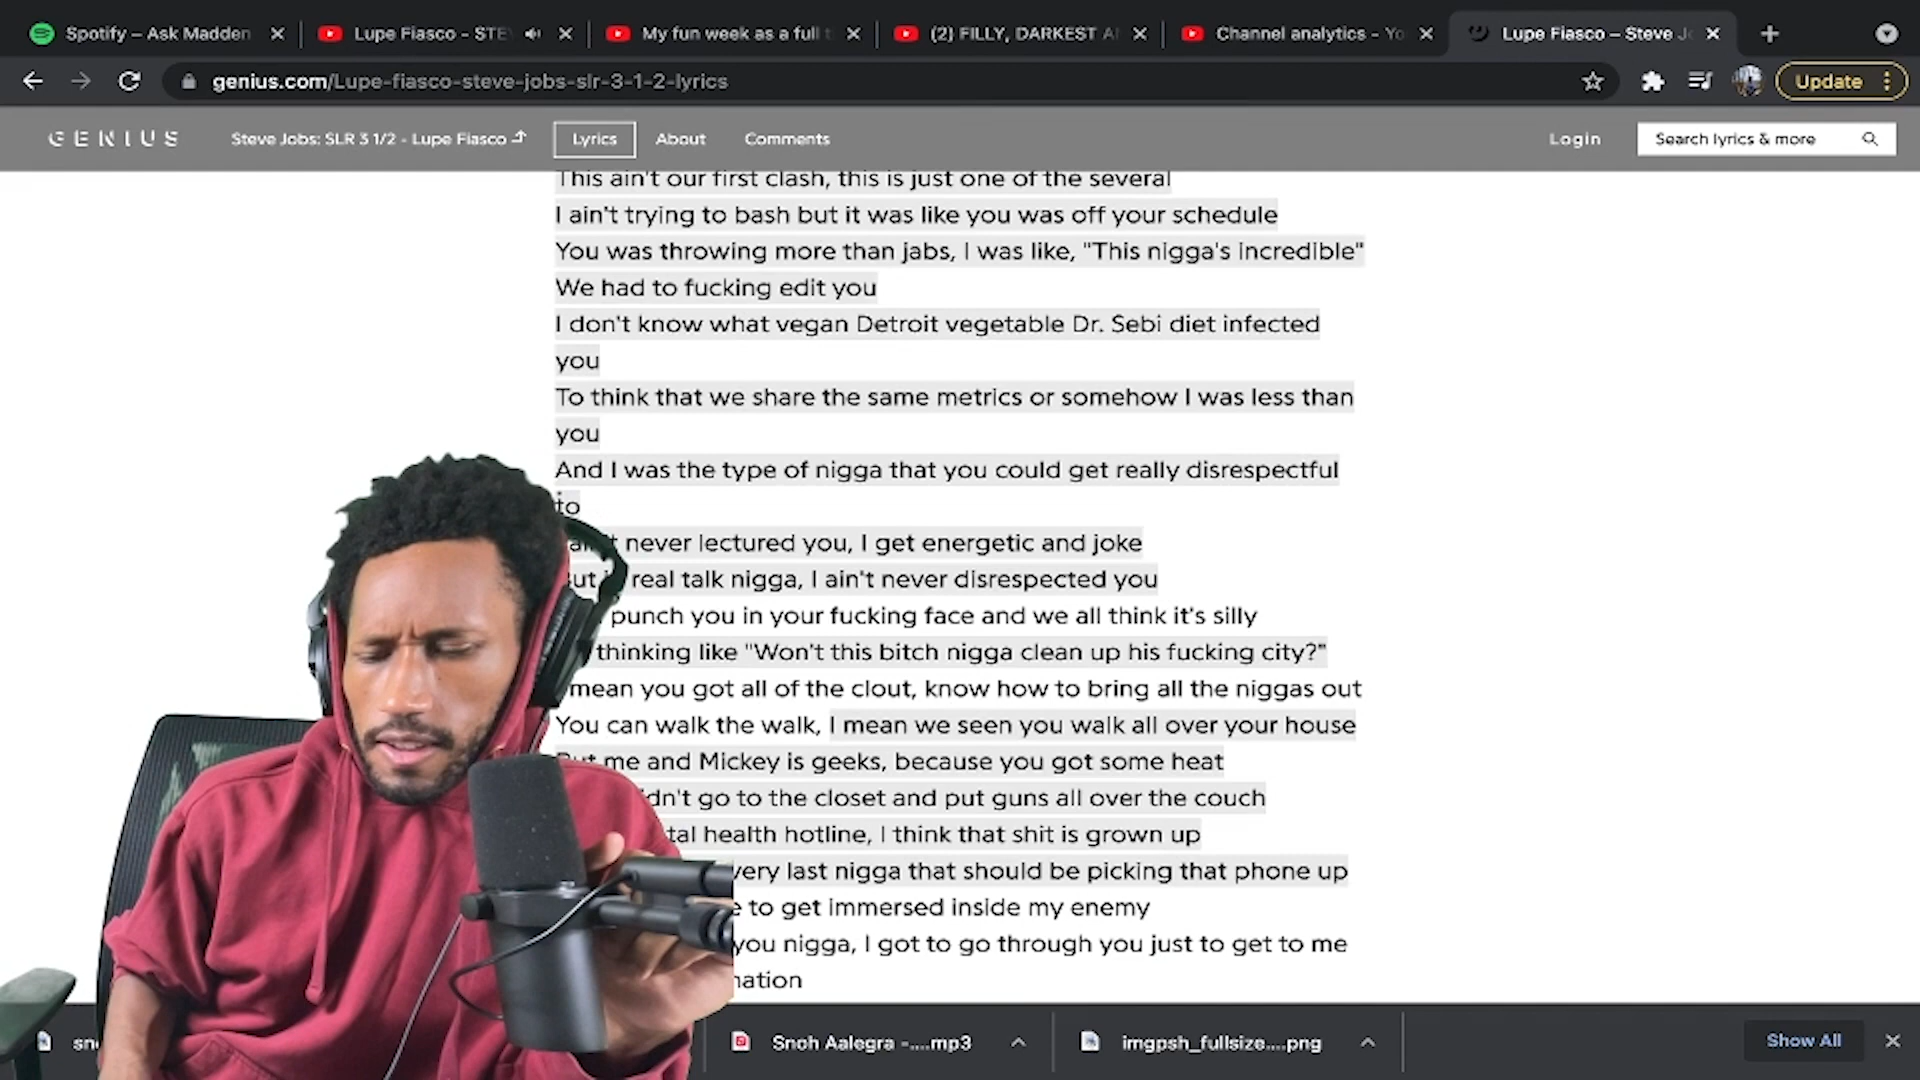 Spotify – Ask Madden
Lupe Fiasco - STE
My fun week as a full t
(2) FILLY, DARKEST A
Channel analytics - Yo
Lupe Fiasco – Steve J
genius.com/Lupe-fiasco-steve-jobs-slr-3-1-2-lyrics
Update
GENIUS
Steve Jobs: SLR 3 1/2 - Lupe Fiasco
Lyrics
About
Comments
Login
Search lyrics & more
This ain't our first clash, this is just one of the several
I ain't trying to bash but it was like you was off your schedule
You was throwing more than jabs, I was like, "This nigga's incredible"
We had to fucking edit you
I don't know what vegan Detroit vegetable Dr. Sebi diet infected
you
To think that we share the same metrics or somehow I was less than
you
And I was the type of nigga that you could get really disrespectful
to
never lectured you, I get energetic and joke
real talk nigga, I ain't never disrespected you
punch you in your fucking face and we all think it's silly
thinking like "Won't this bitch nigga clean up his fucking city?"
mean you got all of the clout, know how to bring all the niggas out
You can walk the walk, I mean we seen you walk all over your house
But me and Mickey is geeks, because you got some heat
dn't go to the closet and put guns all over the couch
tal health hotline, I think that shit is grown up
very last nigga that should be picking that phone up
to get immersed inside my enemy
you nigga, I got to go through you just to get to me
nation
Snoh Aalegra -....mp3
imgpsh_fullsize....png
Show All